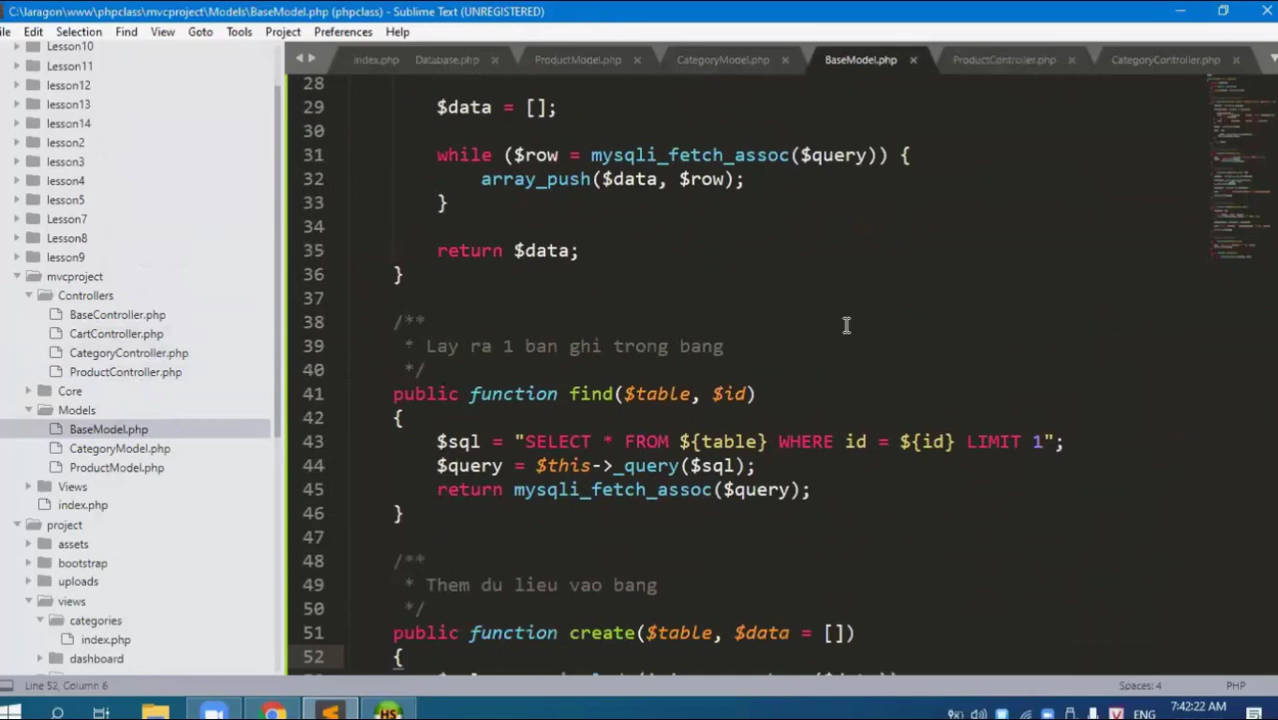 C:\laragon\www\phpclass\mvcproject\Models\BaseModel.php (phpclass) - Sublime Text (UNREGISTERED)
Edit Selection Find View Goto Tools Project Preferences Help
index.php Database.php ProductModel.php CategoryModel.php BaseModel.php ProductController.php CategoryController.php
Lesson10
Lesson11
lesson12
lesson13
lesson14
lesson2
lesson3
lesson4
lesson5
Lesson7
Lesson8
lesson9
mvcproject
Controllers
BaseController.php
CartController.php
CategoryController.php
ProductController.php
Core
Models
BaseModel.php
CategoryModel.php
ProductModel.php
Views
index.php
project
assets
bootstrap
uploads
views
categories
index.php
dashboard
28
29 $data = [];
30
31 while ($row = mysqli_fetch_assoc($query)) {
32 array_push($data, $row);
33 }
34
35 return $data;
36 }
37
38 /**
39 * Lay ra 1 ban ghi trong bang
40 */
41 public function find($table, $id)
42 {
43 $sql = "SELECT * FROM ${table} WHERE id = ${id} LIMIT 1";
44 $query = $this->_query($sql);
45 return mysqli_fetch_assoc($query);
46 }
47
48 /**
49 * Them du lieu vao bang
50 */
51 public function create($table, $data = [])
52 {
Line 52, Column 6 Spaces: 4 PHP
ENG 7:42:22 AM